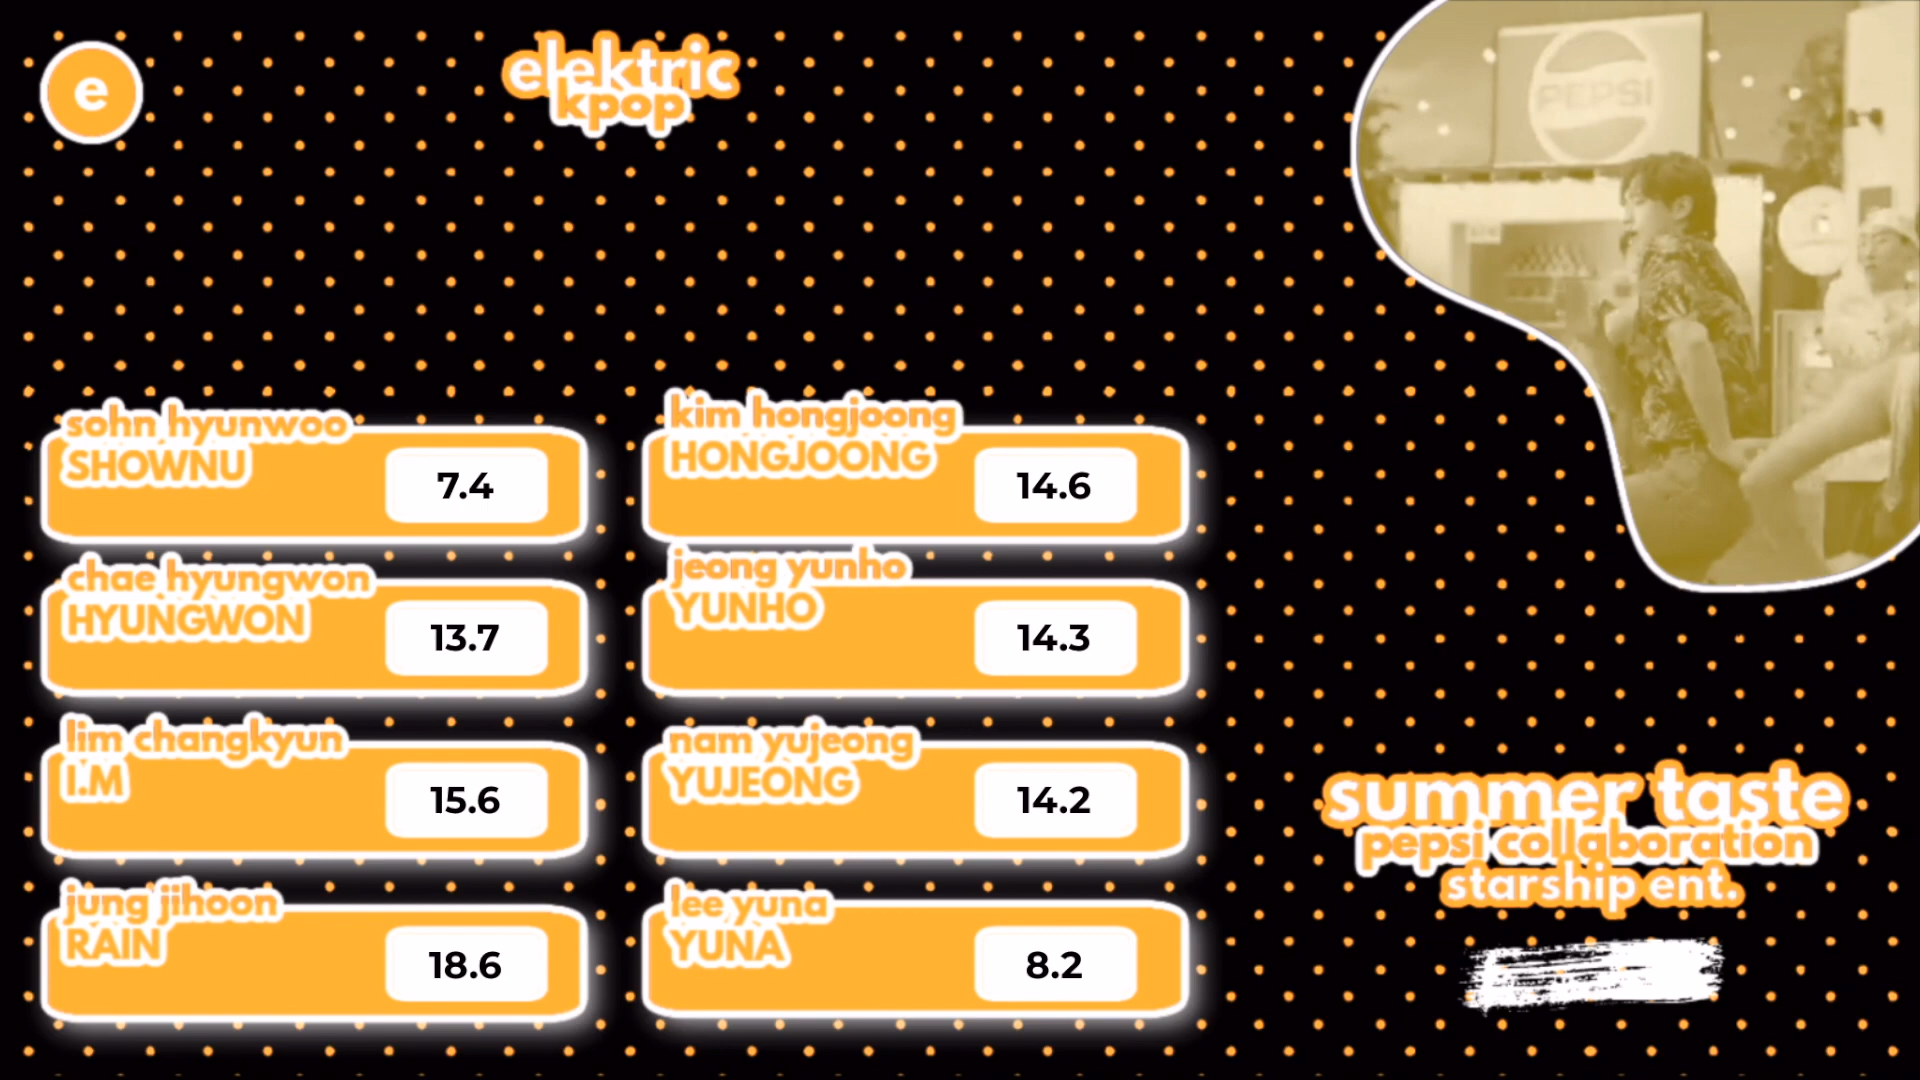 e
elektric
kpop
PEPSI
sohn hyunwoo
SHOWNU
7.4
kim hongjoong
HONGJOONG
14.6
chae hyungwon
HYUNGWON
13.7
jeong yunho
YUNHO
14.3
lim changkyun
I.M
15.6
nam yujeong
YUJEONG
14.2
jung jihoon
RAIN
18.6
lee yuna
YUNA
8.2
summer taste
pepsi collaboration
starship ent.